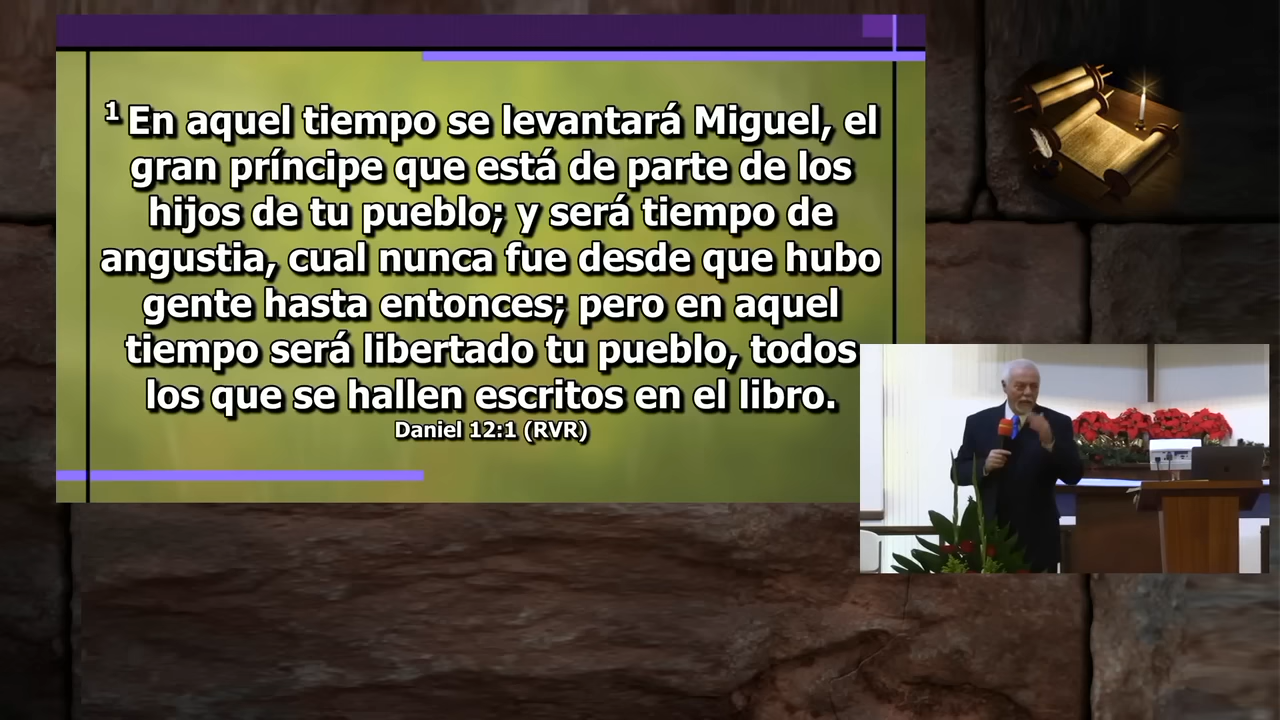 1 En aquel tiempo se levantará Miguel, el
gran príncipe que está de parte de los
hijos de tu pueblo; y será tiempo de
angustia, cual nunca fue desde que hubo
gente hasta entonces; pero en aquel
tiempo será libertado tu pueblo, todos
los que se hallen escritos en el libro.
Daniel 12:1 (RVR)